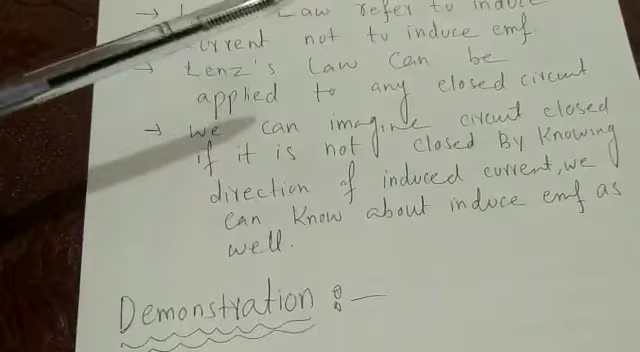 → Law refer to induce
current not to induce emf.
→ Lenz's Law can be
applied to any closed circuit
→ we can imagine circuit closed
if it is not closed By Knowing
direction of induced current, we
can Know about induce emf as
well.
Demonstration :-